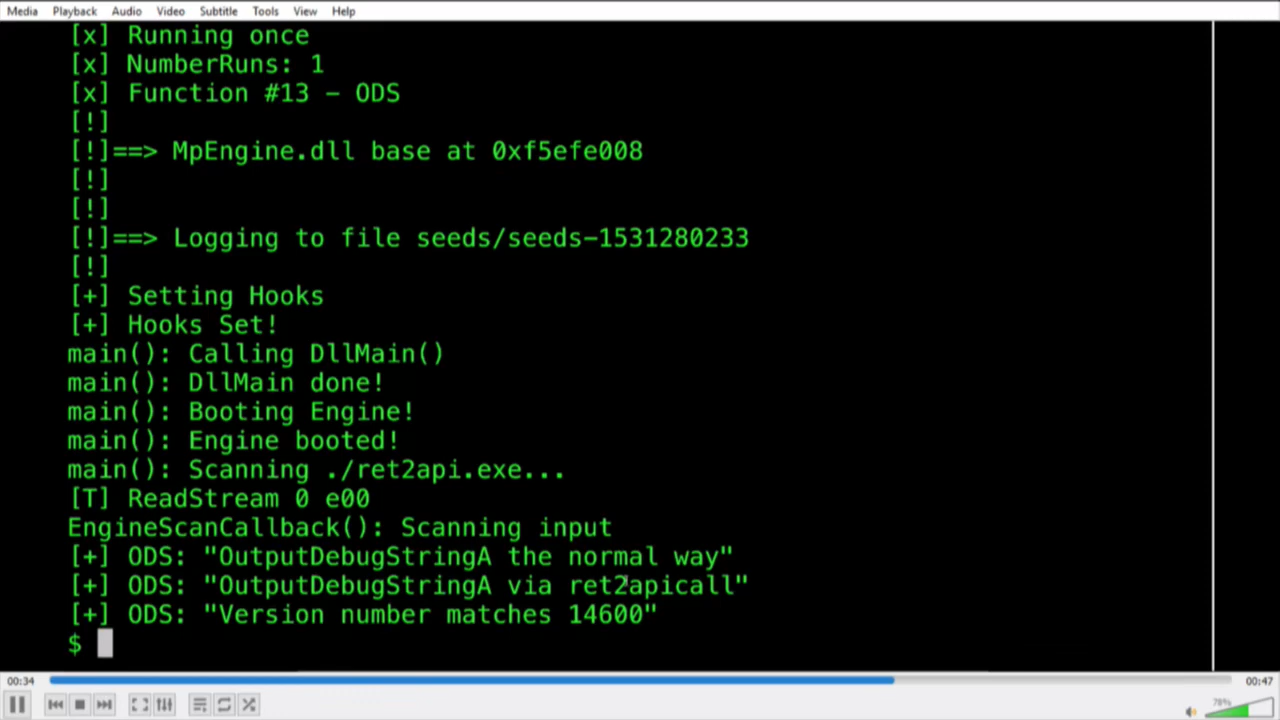 Media Playback Audio Video Subtitle Tools View Help
[x] Running once
[x] NumberRuns: 1
[x] Function #13 - ODS
[!]
[!]==> MpEngine.dll base at 0xf5efe008
[!]
[!]
[!]==> Logging to file seeds/seeds-1531280233
[!]
[+] Setting Hooks
[+] Hooks Set!
main(): Calling DllMain()
main(): DllMain done!
main(): Booting Engine!
main(): Engine booted!
main(): Scanning ./ret2api.exe...
[T] ReadStream 0 e00
EngineScanCallback(): Scanning input
[+] ODS: "OutputDebugStringA the normal way"
[+] ODS: "OutputDebugStringA via ret2apicall"
[+] ODS: "Version number matches 14600"
$
00:34 00:47
78%